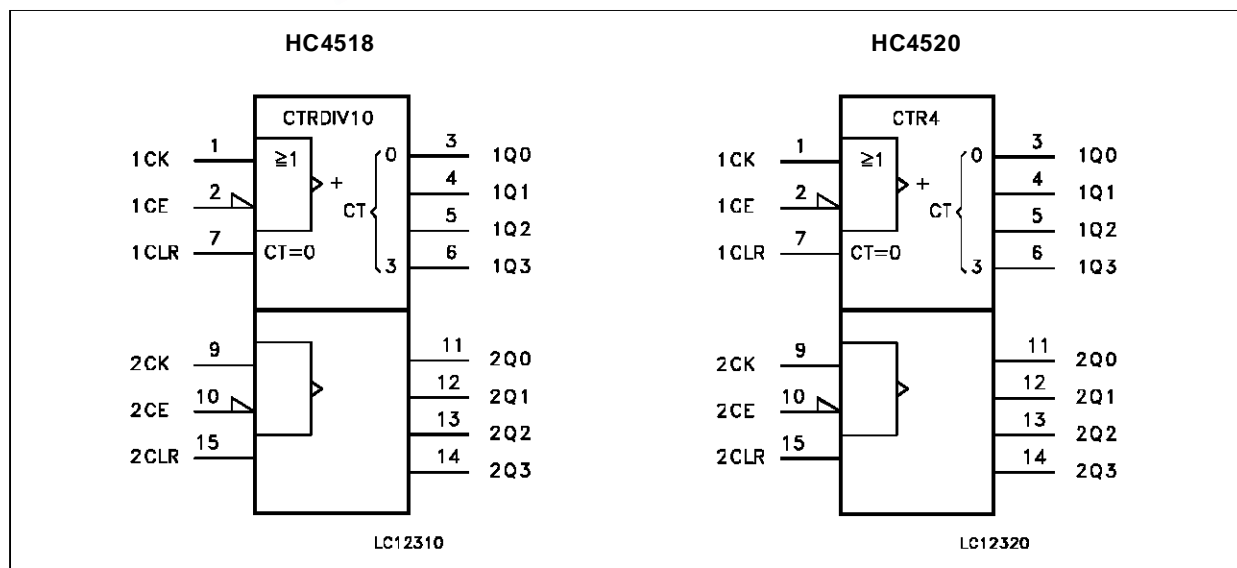 HC4518
CTRDIV10
≧1
+
CT=0
CT
0
3
1CK
1
1CE
2
1CLR
7
3
1Q0
4
1Q1
5
1Q2
6
1Q3
2CK
9
2CE
10
2CLR
15
11
2Q0
12
2Q1
13
2Q2
14
2Q3
LC12310
HC4520
CTR4
≧1
+
CT=0
CT
0
3
1CK
1
1CE
2
1CLR
7
3
1Q0
4
1Q1
5
1Q2
6
1Q3
2CK
9
2CE
10
2CLR
15
11
2Q0
12
2Q1
13
2Q2
14
2Q3
LC12320